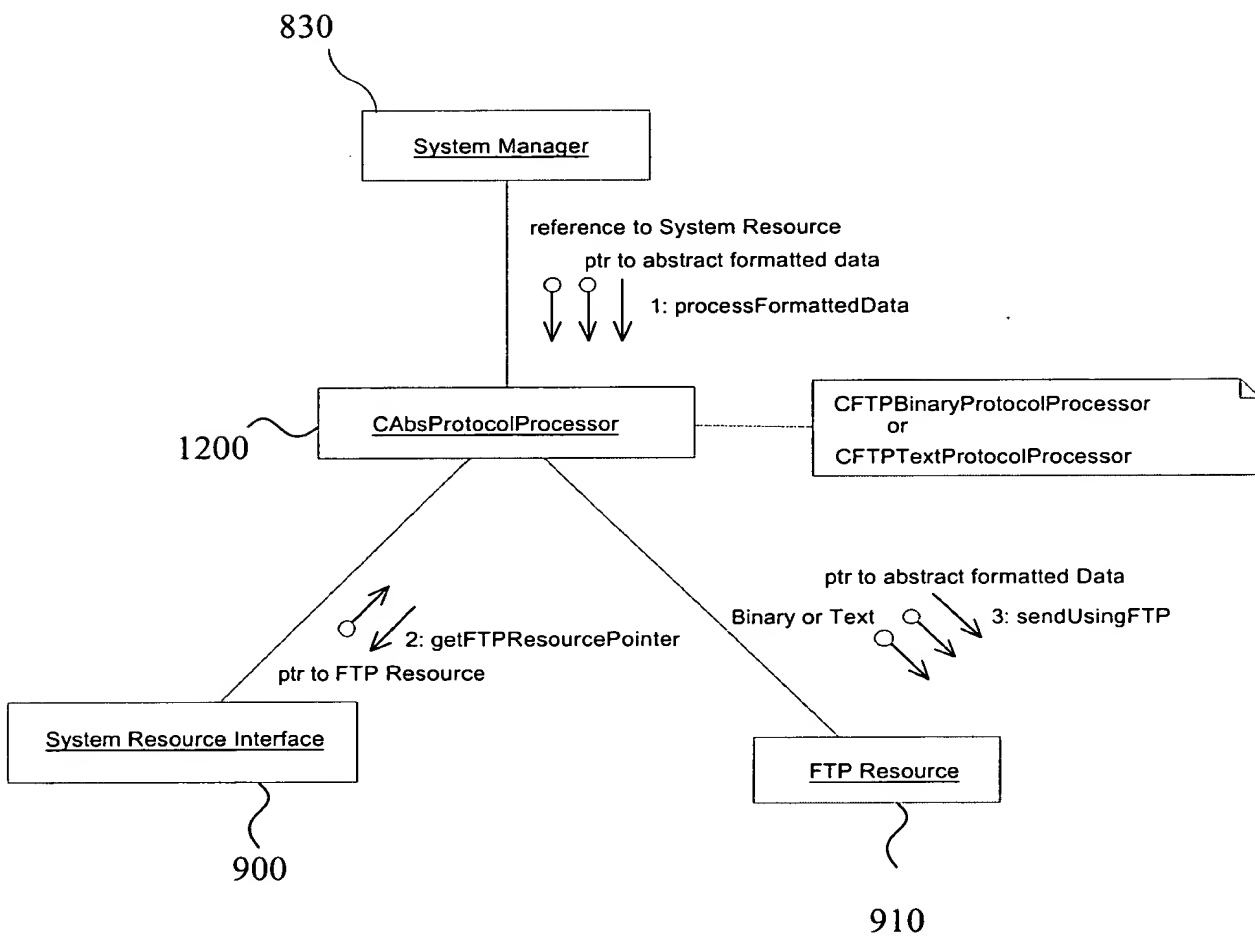 830
System Manager
reference to System Resource
ptr to abstract formatted data
1: processFormattedData
CAbsProtocolProcessor
1200
CFTPBinaryProtocolProcessor
or
CFTPTextProtocolProcessor
ptr to abstract formatted Data
Binary or Text
3: sendUsingFTP
2: getFTPResourcePointer
ptr to FTP Resource
System Resource Interface
FTP Resource
900
910